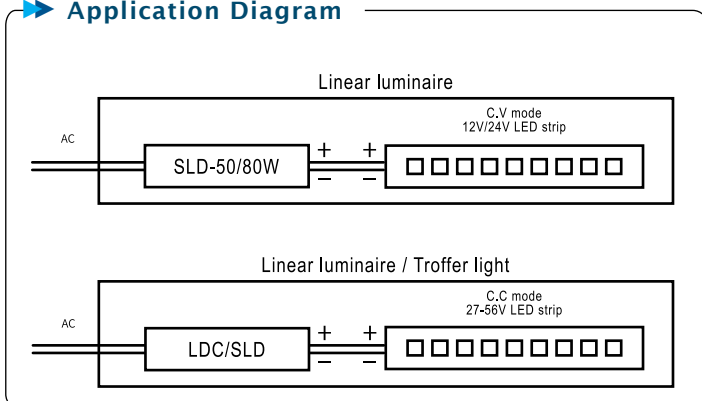 Application Diagram
Linear luminaire
C.V mode
12V/24V LED strip
AC
SLD-50/80W
+ +
− −
Linear luminaire / Troffer light
C.C mode
27-56V LED strip
AC
LDC/SLD
+ +
− −